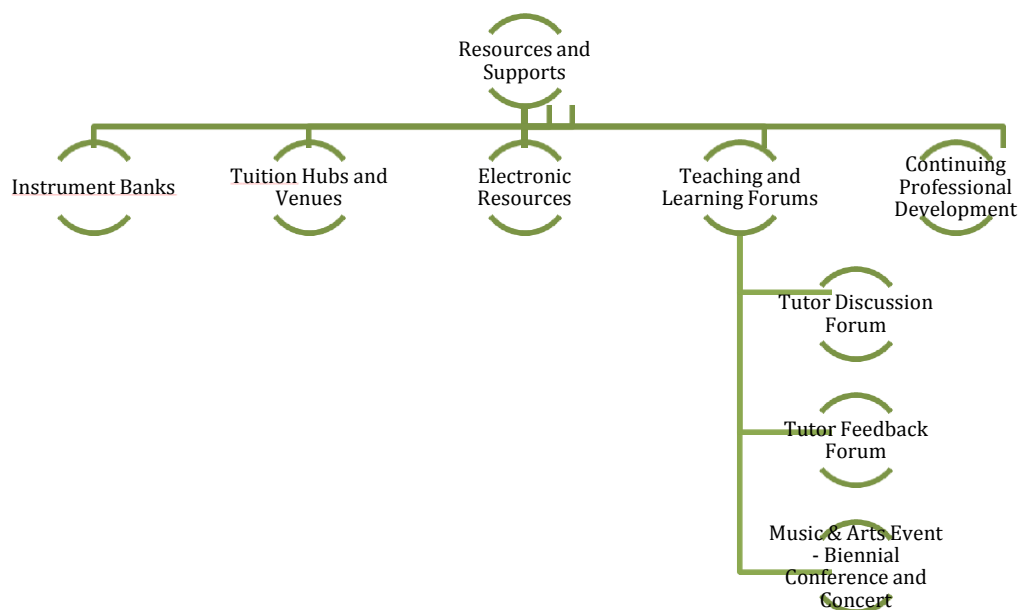 Resources and
Supports
Instrument Banks
Tuition Hubs and
Venues
Electronic
Resources
Teaching and
Learning Forums
Continuing
Professional
Development
Tutor Discussion
Forum
Tutor Feedback
Forum
Music & Arts Event
- Biennial
Conference and
Concert